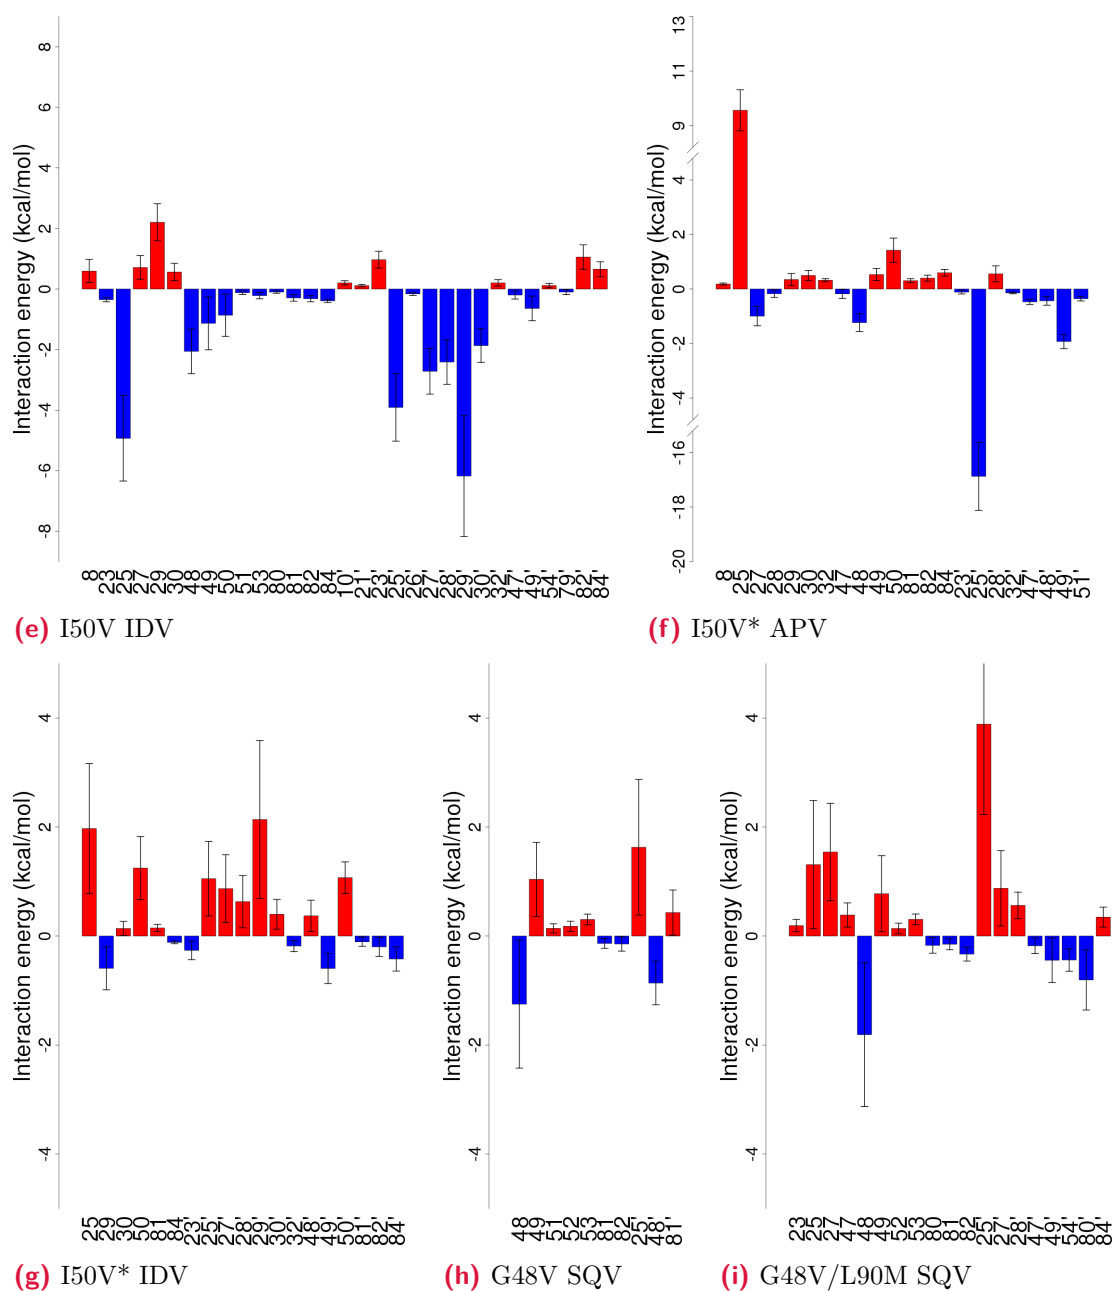 Interaction energy (kcal/mol)
8
6
4
2
0
-2
-4
-6
-8
8 23 25 27 29 30 48 49 50 51 53 80 81 82 84 10' 21' 23' 25' 26' 27' 28' 29' 30' 32' 47' 49' 54' 79' 82' 84'
(e) I50V IDV
Interaction energy (kcal/mol)
13
11
9
4
2
0
-2
-4
-16
-18
-20
8 25 27 28 29 30 32 47 48 49 50 81 82 84 23' 25' 28' 32' 47' 48' 49' 51'
(f) I50V* APV
Interaction energy (kcal/mol)
4
2
0
-2
-4
25 29 30 50 81 84 23' 25' 27' 28' 29' 30' 32' 48' 49' 50' 81' 82' 84'
(g) I50V* IDV
Interaction energy (kcal/mol)
4
2
0
-2
-4
48 49 51 52 53 81 82 25' 48' 81'
(h) G48V SQV
Interaction energy (kcal/mol)
4
2
0
-2
-4
23 25 27 47 48 49 52 53 80 81 82 25' 27' 28' 47' 49' 54' 80' 84'
(i) G48V/L90M SQV